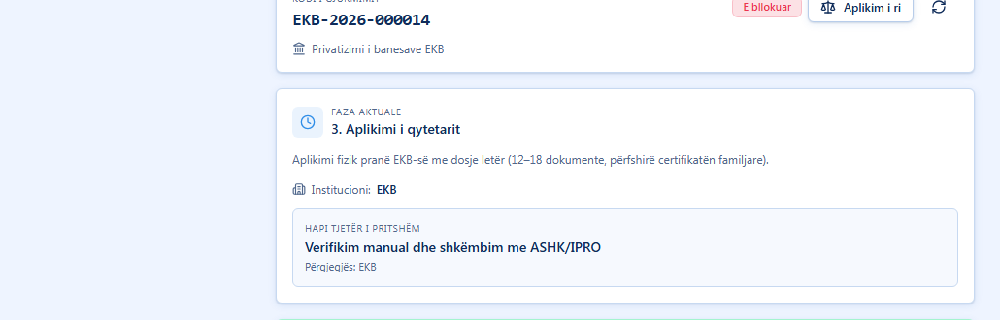 KODI I GJURMIMIT
EKB-2026-000014
E bllokuar
Aplikim i ri
Privatizimi i banesave EKB
FAZA AKTUALE
3. Aplikimi i qytetarit
Aplikimi fizik pranë EKB-së me dosje letër (12–18 dokumente, përfshirë certifikatën familjare).
Institucioni: EKB
HAPI TJETËR I PRITSHËM
Verifikim manual dhe shkëmbim me ASHK/IPRO
Përgjegjës: EKB